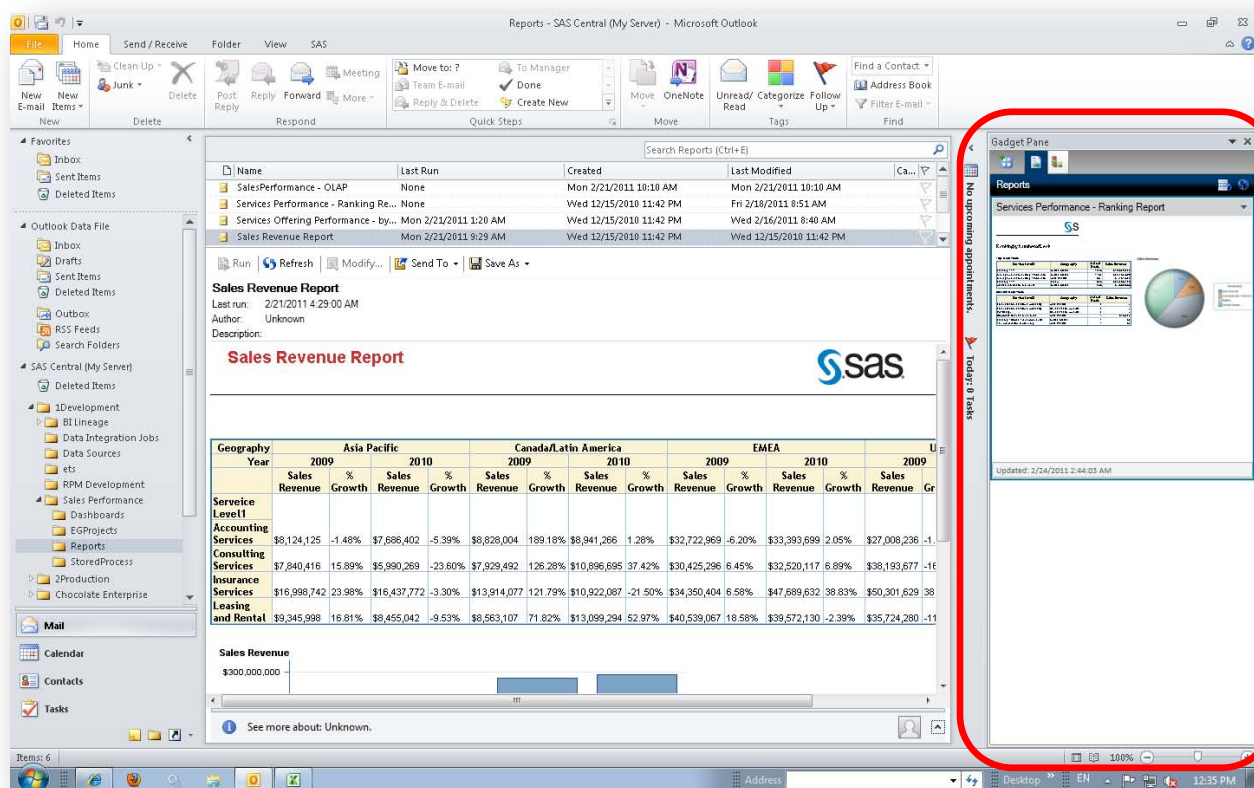 Reports - SAS Central (My Server) - Microsoft Outlook
File Home Send / Receive Folder View SAS
New E-mail
New Items
Clean Up
Junk
Delete
Post Reply
Reply
Forward
Meeting
More
Move to: ?
Team E-mail
Reply & Delete
To Manager
Done
Create New
Move
OneNote
Unread/ Read
Categorize
Follow Up
Find a Contact
Address Book
Filter E-mail
New Delete Respond Quick Steps Move Tags Find
Favorites
Inbox
Sent Items
Deleted Items
Outlook Data File
Inbox
Drafts
Sent Items
Deleted Items
Outbox
RSS Feeds
Search Folders
SAS Central (My Server)
Deleted Items
1Development
BI Lineage
Data Integration Jobs
Data Sources
ets
RPM Development
Sales Performance
Dashboards
EGProjects
Reports
StoredProcess
2Production
Chocolate Enterprise
Mail
Calendar
Contacts
Tasks
Items: 6
Search Reports (Ctrl+E)
Name Last Run Created Last Modified Ca...
SalesPerformance - OLAP None Mon 2/21/2011 10:10 AM Mon 2/21/2011 10:10 AM
Services Performance - Ranking Re... None Wed 12/15/2010 11:42 PM Fri 2/18/2011 8:51 AM
Services Offering Performance - by... Mon 2/21/2011 1:20 AM Wed 12/15/2010 11:42 PM Wed 2/16/2011 8:40 AM
Sales Revenue Report Mon 2/21/2011 9:29 AM Wed 12/15/2010 11:42 PM Wed 12/15/2010 11:42 PM
Run Refresh Modify... Send To Save As
Sales Revenue Report
Last run: 2/21/2011 4:29:00 AM
Author: Unknown
Description:
Sales Revenue Report
sas
Geography Asia Pacific Canada/Latin America EMEA U
Year 2009 2010 2009 2010 2009 2010 2009
Sales Revenue % Growth Sales Revenue % Growth Sales Revenue % Growth Sales Revenue % Growth Sales Revenue % Growth Sales Revenue % Growth Sales Revenue Gr
Serveice Level1
Accounting Services $8,124,125 -1.48% $7,686,402 -5.39% $8,828,004 189.18% $8,941,266 1.28% $32,722,969 -6.20% $33,393,699 2.05% $27,008,236 -1.
Consulting Services $7,840,416 15.89% $5,990,269 -23.60% $7,929,492 126.28% $10,896,695 37.42% $30,425,296 6.45% $32,520,117 6.89% $38,193,677 -16
Insurance Services $16,998,742 23.98% $16,437,772 -3.30% $13,914,077 121.79% $10,922,087 -21.50% $34,350,404 6.58% $47,689,632 38.83% $50,301,629 38
Leasing and Rental $9,345,998 16.81% $8,455,042 -9.53% $8,563,107 71.82% $13,099,294 52.97% $40,539,067 18.58% $39,572,130 -2.39% $35,724,280 -11
Sales Revenue
$300,000,000
See more about: Unknown.
No upcoming appointments.
Today: 0 Tasks
Gadget Pane
Reports
Services Performance - Ranking Report
Updated: 2/24/2011 2:44:03 AM
100%
Address
Desktop
EN
12:35 PM